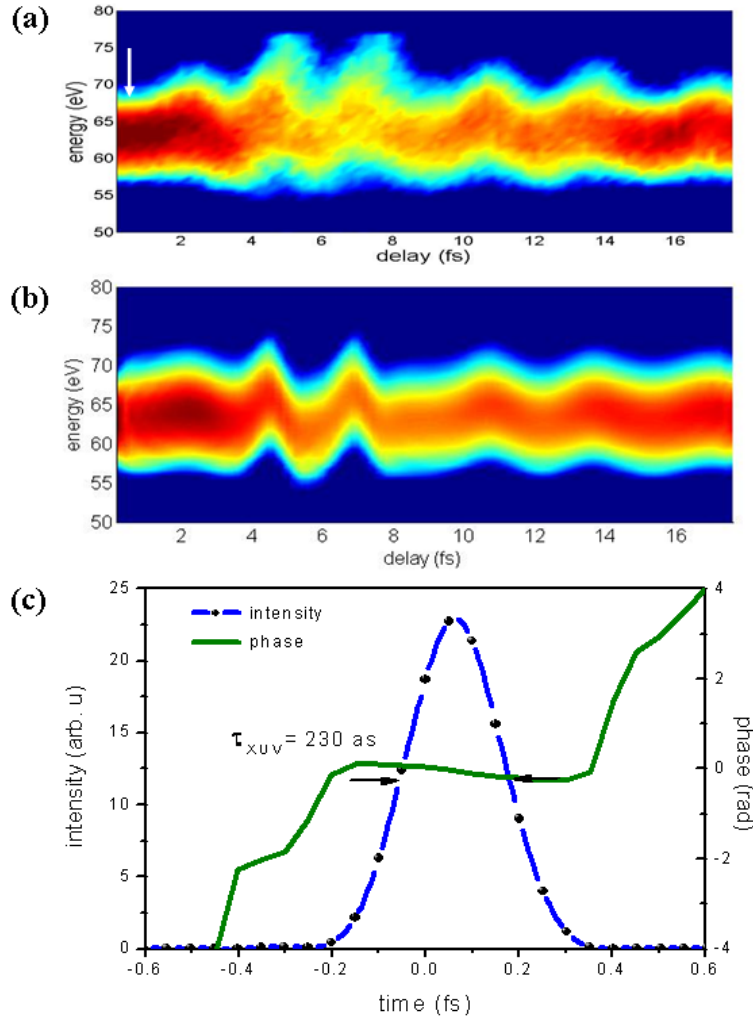 (a)
80
75
70
65
60
55
50
energy (eV)
2 4 6 8 10 12 14 16
delay (fs)
(b)
80
75
70
65
60
55
50
energy (eV)
2 4 6 8 10 12 14 16
delay (fs)
(c)
25
20
15
10
5
0
intensity (arb. u)
intensity
phase
τXUV= 230 as
4
2
0
-2
-4
phase (rad)
-0.6 -0.4 -0.2 0.0 0.2 0.4 0.6
time (fs)